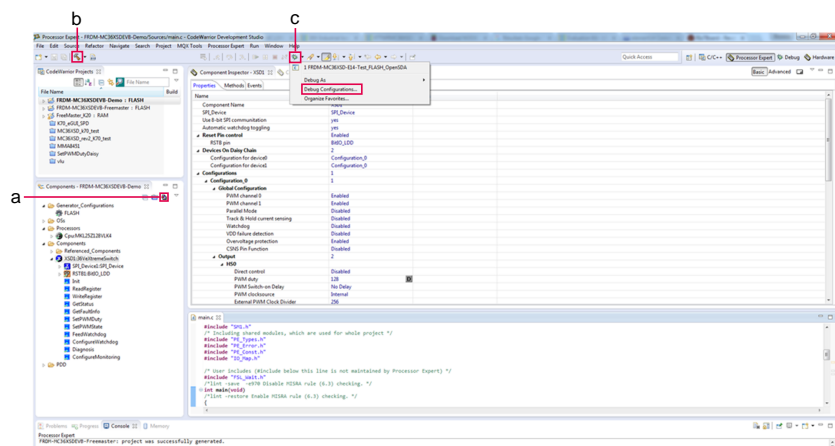 b
c
a
Processor Expert - FRDM-MC36XSDEVB-Demo/Sources/main.c - CodeWarrior Development Studio
File Edit Source Refactor Navigate Search Project MQX Tools Processor Expert Run Window Help
Quick Access
C/C++
Processor Expert
Debug
Hardware
CodeWarrior Projects
File Name
File Name
Build
FRDM-MC36XSDEVB-Demo : FLASH
FRDM-MC36XSDEVB-Freemaster : FLASH
FreeMaster_K20 : RAM
K70_eGUI_SPD
MC36XSD_k70_test
MC36XSD_rev2_K70_test
MMA8451
SetPWMDutyDaisy
vlu
Components - FRDM-MC36XSDEVB-Demo
Generator_Configurations
FLASH
OSs
Processors
Cpu:MKL25Z128VLK4
Components
Referenced_Components
XSD1:36VeXtremeSwitch
SPI_Device1:SPI_Device
RSTB1:BitIO_LDD
Init
ReadRegister
WriteRegister
GetStatus
GetFaultInfo
SetPWMDuty
SetPWMState
FeedWatchdog
ConfigureWatchdog
Diagnosis
ConfigureMonitoring
PDD
Component Inspector - XSD1
Basic Advanced
1 FRDM-MC36XSD-E14-Test_FLASH_OpenSDA
Debug As
Debug Configurations...
Organize Favorites...
Properties Methods Events
Name
Component Name
SPI_Device SPI_Device
Use 8-bit SPI communitation yes
Automatic watchdog toggling yes
Reset Pin control Enabled
RSTB pin BitIO_LDD
Devices On Daisy Chain 2
Configuration for device0 Configuration_0
Configuration for device1 Configuration_0
Configurations 1
Configuration_0 1
Global Configuration
PWM channel 0 Enabled
PWM channel 1 Enabled
Parallel Mode Disabled
Track & Hold current sensing Disabled
Watchdog Disabled
VDD failure detection Disabled
Overvoltage protection Enabled
CSNS Pin Function Disabled
Output 2
HS0
Direct control Disabled
PWM duty 128 D
PWM Switch-on Delay No Delay
PWM clocksource Internal
External PWM Clock Divider 256
main.c
#include "SPI.h"
/* Including shared modules, which are used for whole project */
#include "PE_Types.h"
#include "PE_Error.h"
#include "PE_Const.h"
#include "IO_Map.h"
/* User includes (#include below this line is not maintained by Processor Expert) */
#include "FSL_Wait.h"
/*lint -save -e970 Disable MISRA rule (6.3) checking. */
int main(void)
/*lint -restore Enable MISRA rule (6.3) checking. */
{
Problems Progress Console Memory
Processor Expert
FRDM-MC36XSDEVB-Freemaster: project was successfully generated.